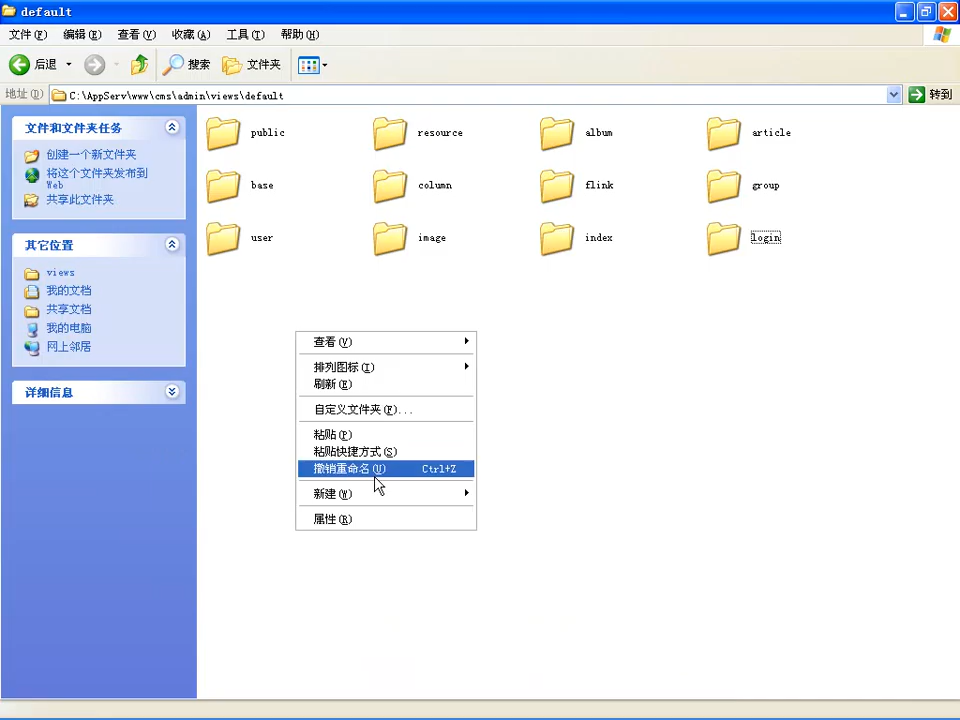 default
文件(F) 编辑(E) 查看(V) 收藏(A) 工具(T) 帮助(H)
后退 搜索 文件夹
地址(D) C:\AppServ\www\cms\admin\views\default 转到
文件和文件夹任务
创建一个新文件夹
将这个文件夹发布到
Web
共享此文件夹
其它位置
views
我的文档
共享文档
我的电脑
网上邻居
详细信息
public resource album article
base column flink group
user image index login
查看(V)
排列图标(I)
刷新(E)
自定义文件夹(F)...
粘贴(P)
粘贴快捷方式(S)
撤销重命名(U) Ctrl+Z
新建(W)
属性(R)